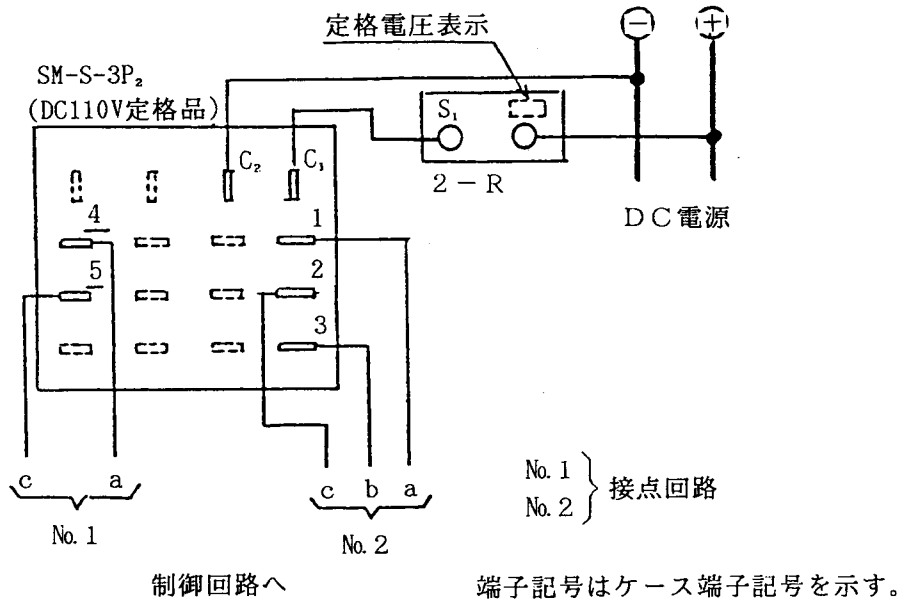 定格電圧表示
− +
SM-S-3P₂
(DC110V定格品)
S₁
C₂ C₁
2-R
DC電源
4 1
5 2
3
c a
c b a
No.1
No.2
No.1
No.2
接点回路
制御回路へ
端子記号はケース端子記号を示す。